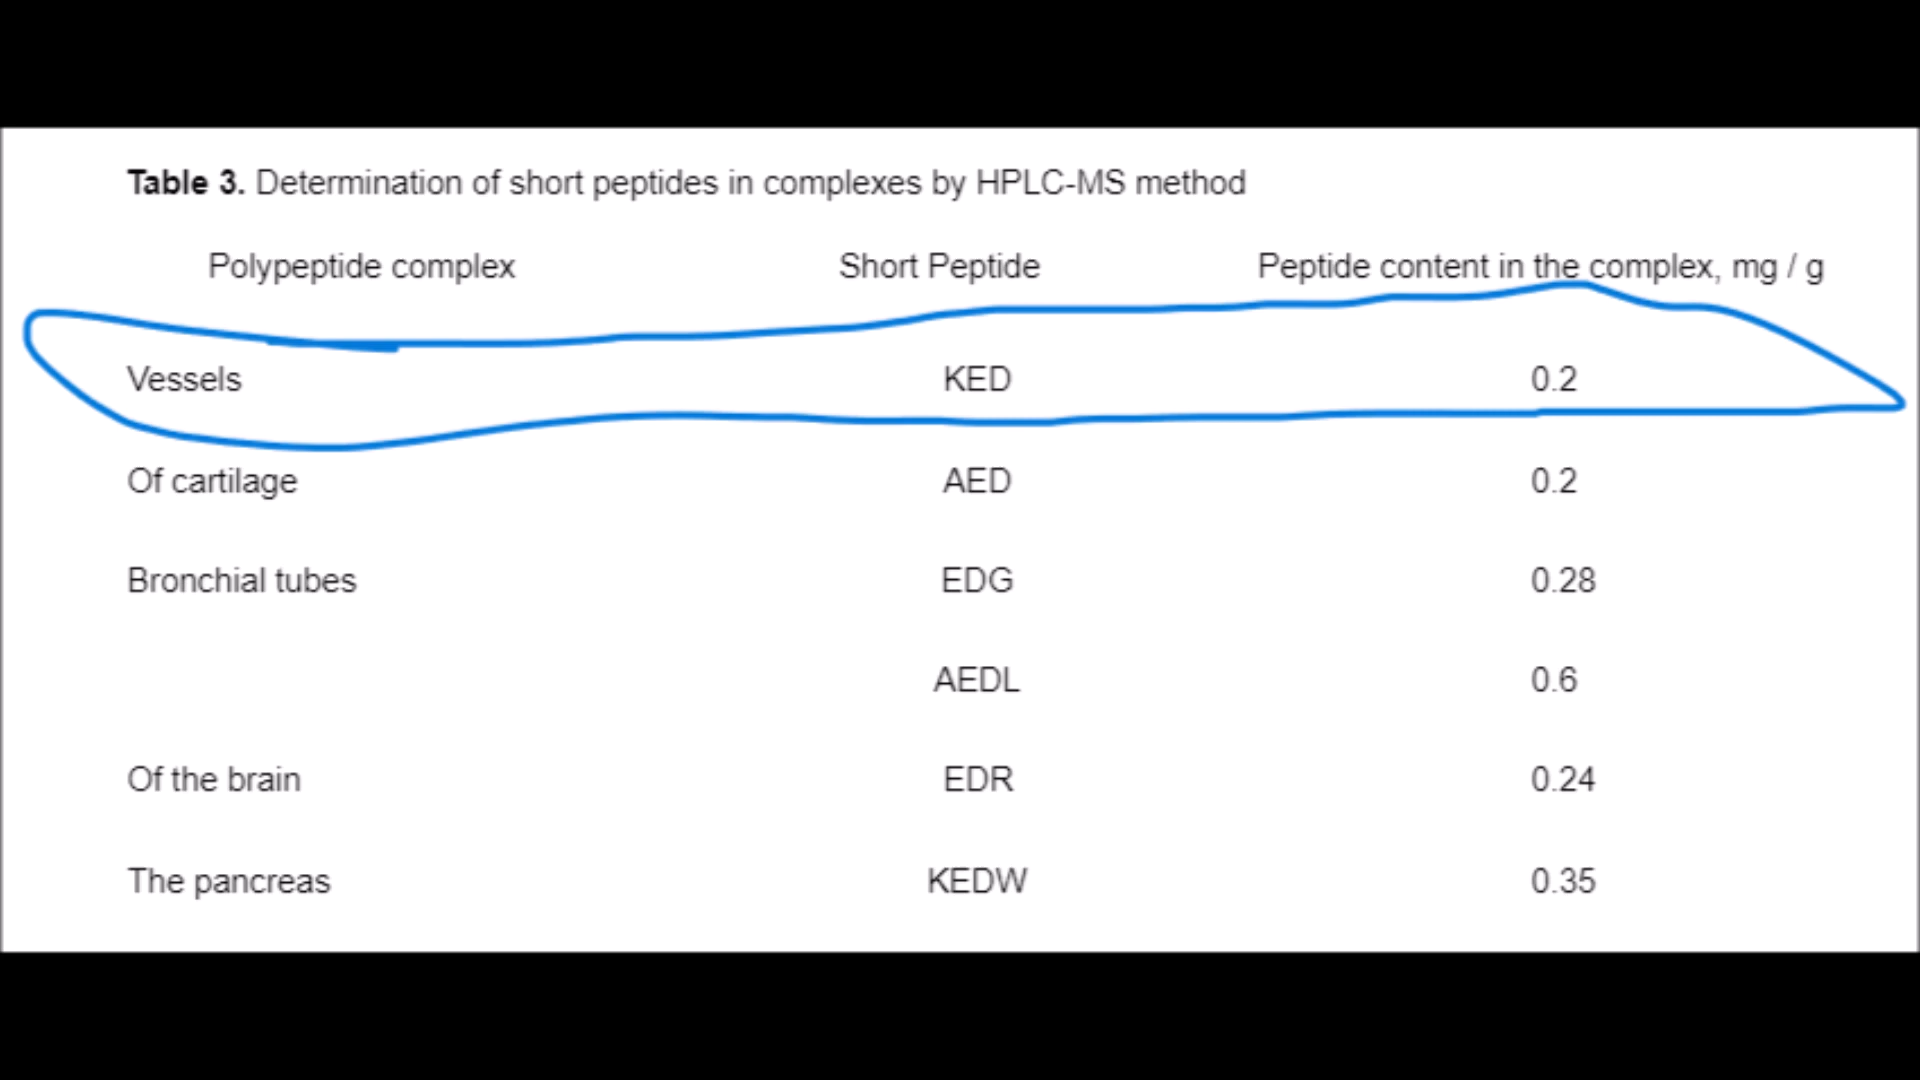 Table 3. Determination of short peptides in complexes by HPLC-MS method
Polypeptide complex Short Peptide Peptide content in the complex, mg / g
Vessels KED 0.2
Of cartilage AED 0.2
Bronchial tubes EDG 0.28
AEDL 0.6
Of the brain EDR 0.24
The pancreas KEDW 0.35